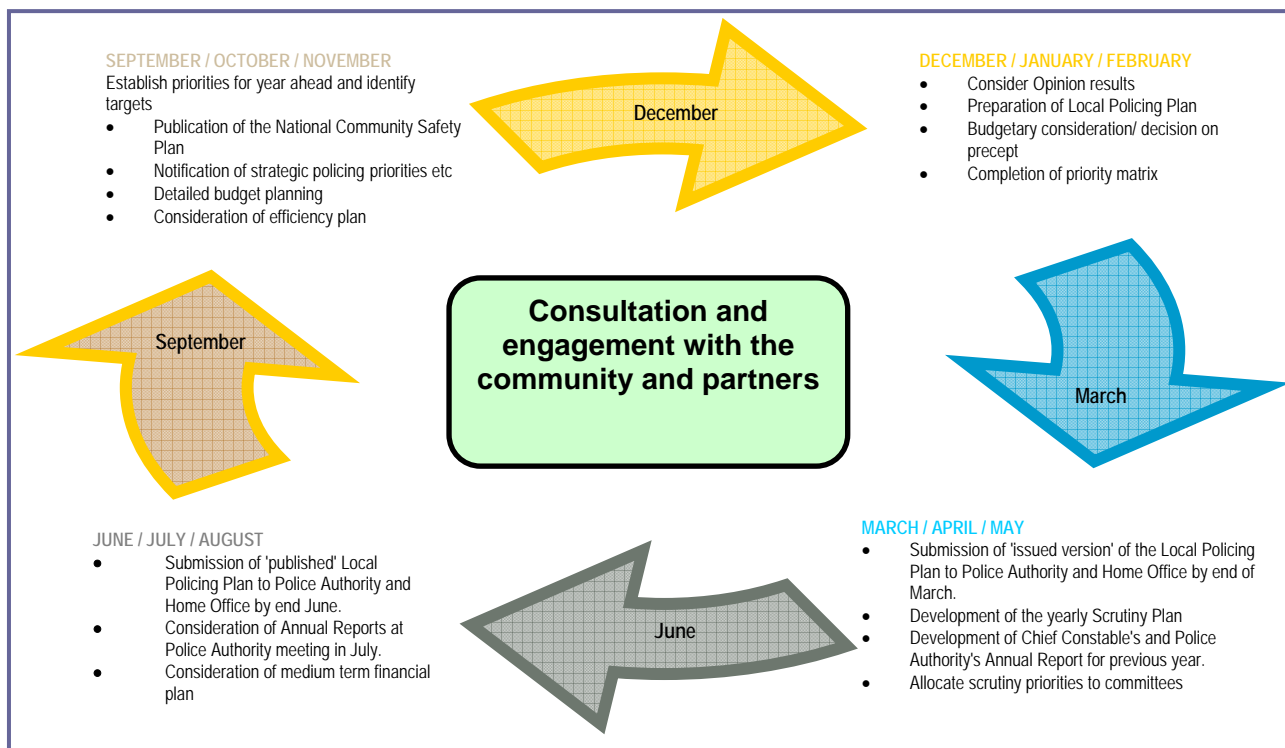 SEPTEMBER / OCTOBER / NOVEMBER
Establish priorities for year ahead and identify
targets
• Publication of the National Community Safety
Plan
• Notification of strategic policing priorities etc
• Detailed budget planning
• Consideration of efficiency plan
December
DECEMBER / JANUARY / FEBRUARY
• Consider Opinion results
• Preparation of Local Policing Plan
• Budgetary consideration/ decision on
precept
• Completion of priority matrix
September
Consultation and
engagement with the
community and partners
March
JUNE / JULY / AUGUST
• Submission of 'published' Local
Policing Plan to Police Authority and
Home Office by end June.
• Consideration of Annual Reports at
Police Authority meeting in July.
• Consideration of medium term financial
plan
June
MARCH / APRIL / MAY
• Submission of 'issued version' of the Local Policing
Plan to Police Authority and Home Office by end of
March.
• Development of the yearly Scrutiny Plan
• Development of Chief Constable's and Police
Authority's Annual Report for previous year.
• Allocate scrutiny priorities to committees